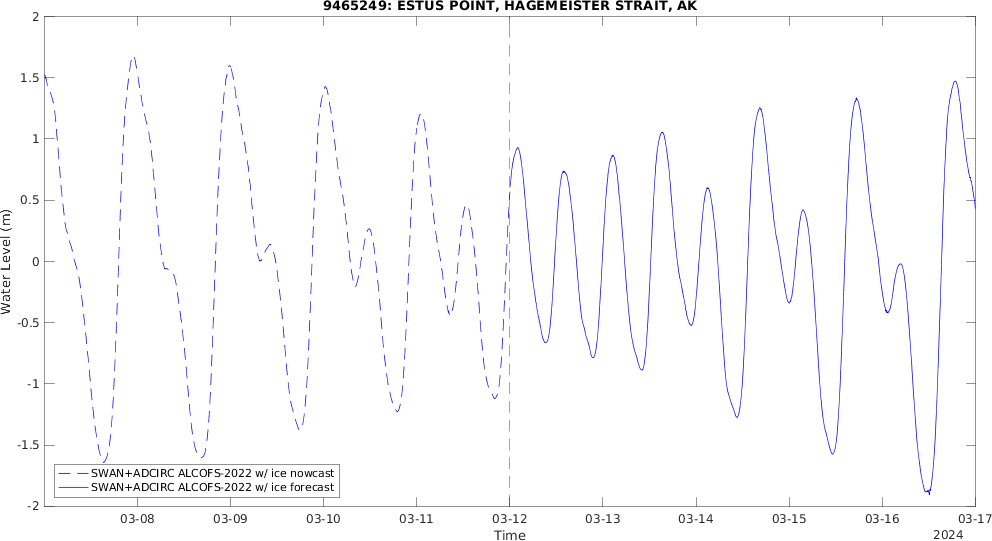 9465249: ESTUS POINT, HAGEMEISTER STRAIT, AK
2
1.5
1
0.5
0
-0.5
-1
-1.5
-2
Water Level (m)
SWAN+ADCIRC ALCOFS-2022 w/ ice nowcast
SWAN+ADCIRC ALCOFS-2022 w/ ice forecast
03-08 03-09 03-10 03-11 03-12 03-13 03-14 03-15 03-16 03-17
Time
2024